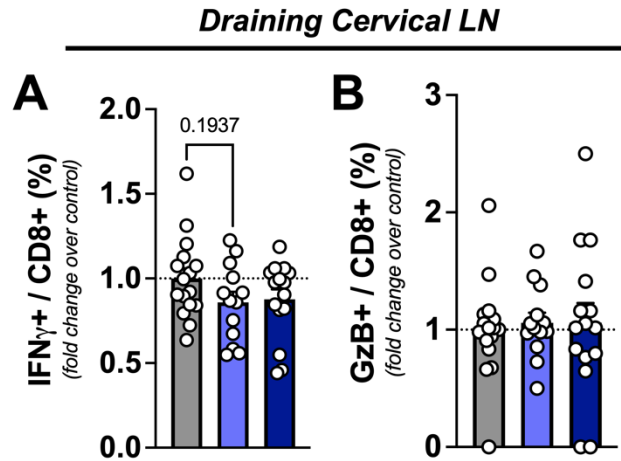 Draining Cervical LN
A
IFNγ+ / CD8+ (%)
(fold change over control)
2.0
1.5
1.0
0.5
0.0
0.1937
B
GzB+ / CD8+ (%)
(fold change over control)
3
2
1
0